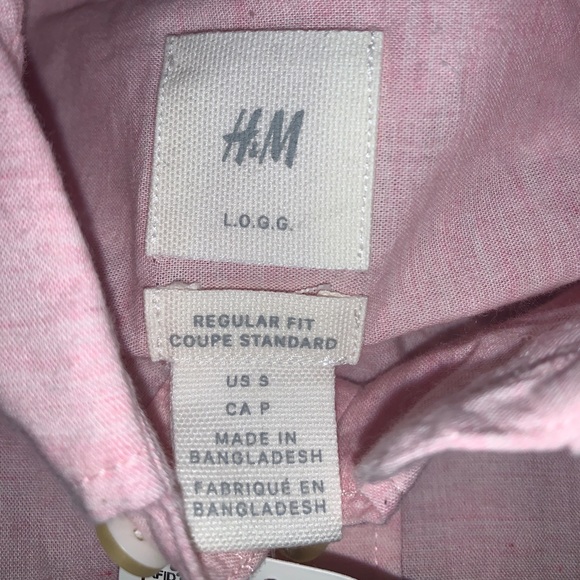 H&M
L.O.G.G.
REGULAR FIT
COUPE STANDARD
US S
CA P
MADE IN
BANGLADESH
FABRIQUÉ EN
BANGLADESH